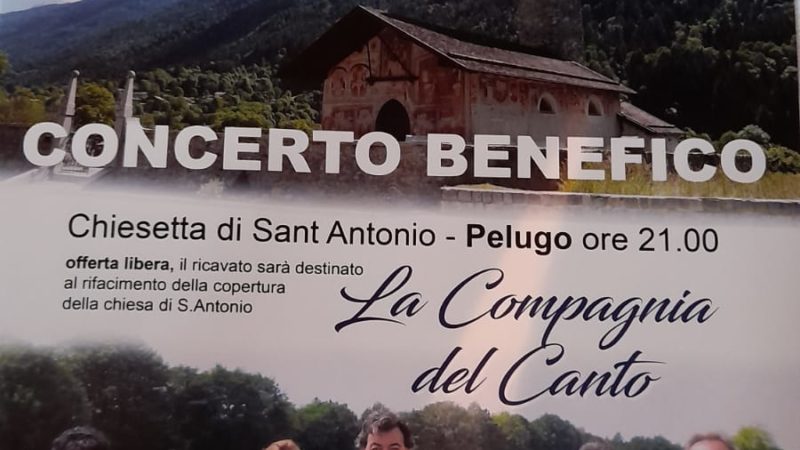 CONCERTO BENEFICO
Chiesetta di Sant Antonio - Pelugo ore 21.00
offerta libera, il ricavato sarà destinato
al rifacimento della copertura
della chiesa di S.Antonio
La Compagnia
del Canto